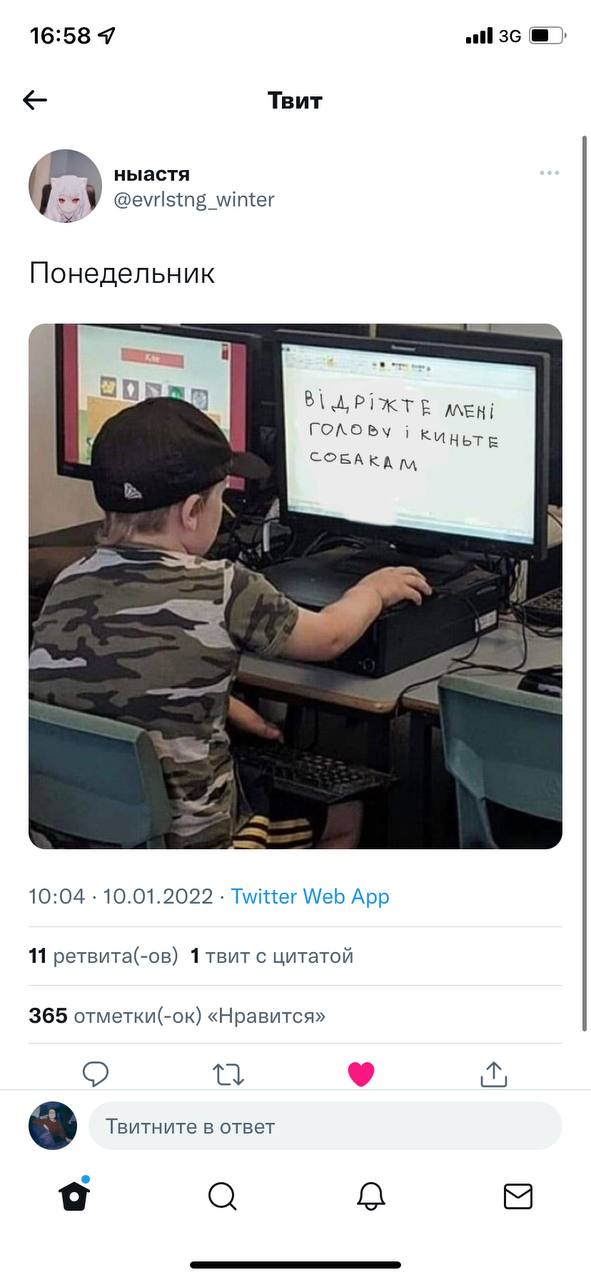 16:58
3G
Твит
ныастя
@evrlstng_winter
Понедельник
Kite
ВІДРІЖТЕ МЕНІ
ГОЛОВУ І КИНЬТЕ
СОБАКАМ
10:04 · 10.01.2022 · Twitter Web App
11 ретвита(-ов) 1 твит с цитатой
365 отметки(-ок) «Нравится»
Твитните в ответ